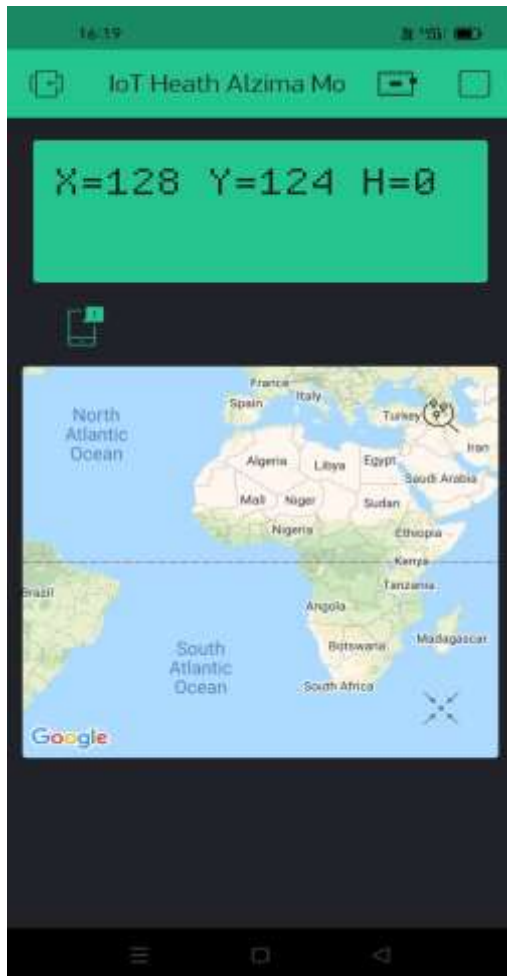 16:19
IoT Heath Alzima Mo
X=128 Y=124 H=0
France
Spain
Italy
Turkey
North
Atlantic
Ocean
Iran
Algeria
Libya
Egypt
Saudi Arabia
Mali
Niger
Sudan
Nigeria
Ethiopia
Kenya
Brazil
Tanzania
Angola
South
Atlantic
Ocean
Botswana
Madagascar
South Africa
Google